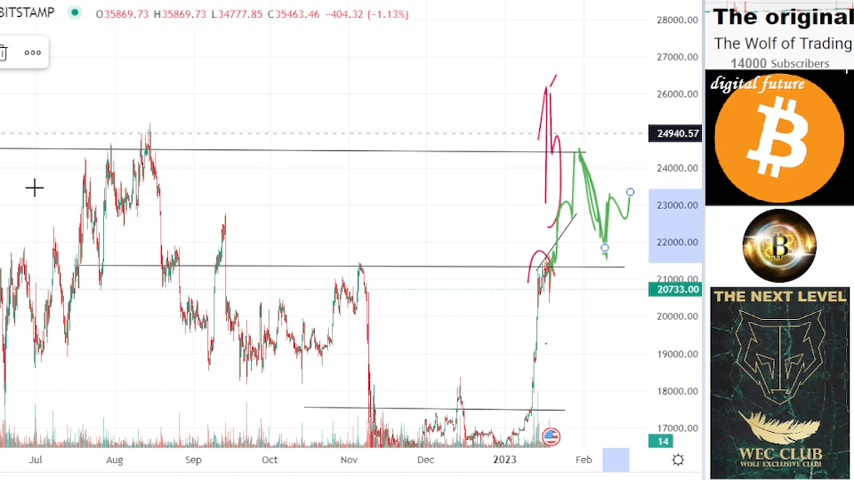 BITSTAMP O35869.73 H35869.73 L34777.85 C35463.46 -404.32 (-1.13%)
28000.00
27000.00
26000.00
24940.57
24000.00
23000.00
22000.00
21000.00
20733.00
20000.00
19000.00
18000.00
17000.00
14
Jul Aug Sep Oct Nov Dec 2023 Feb
The original
The Wolf of Trading
14000 Subscribers
digital future
THE NEXT LEVEL
WEC CLUB
WOLF EXCLUSIVE CLUB